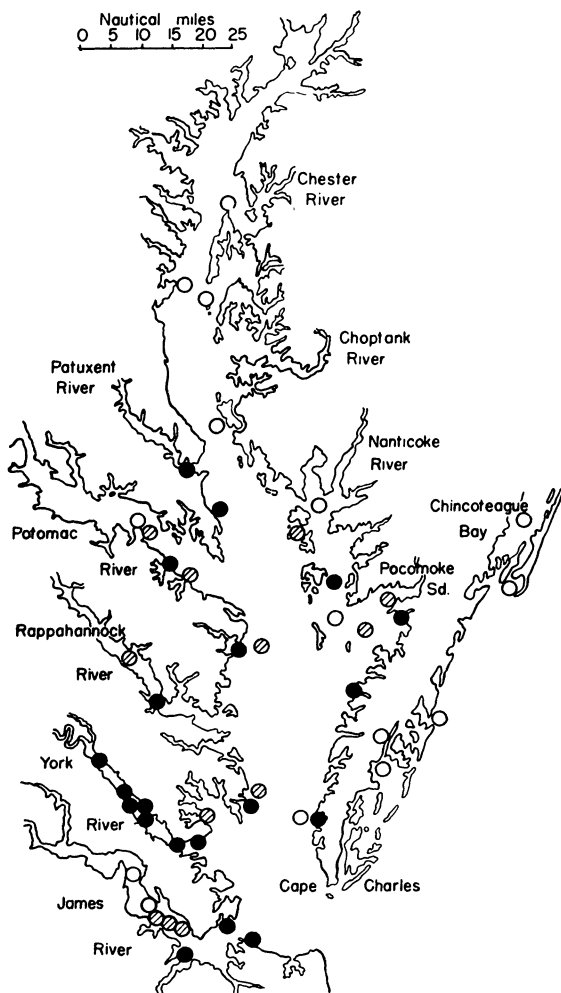 Nautical miles
0 5 10 15 20 25
Chester
River
Choptank
River
Patuxent
River
Nanticoke
River
Chincoteague
Bay
Potomac
River
Pocomoke
Sd.
Rappahannock
River
York
River
Cape Charles
James
River